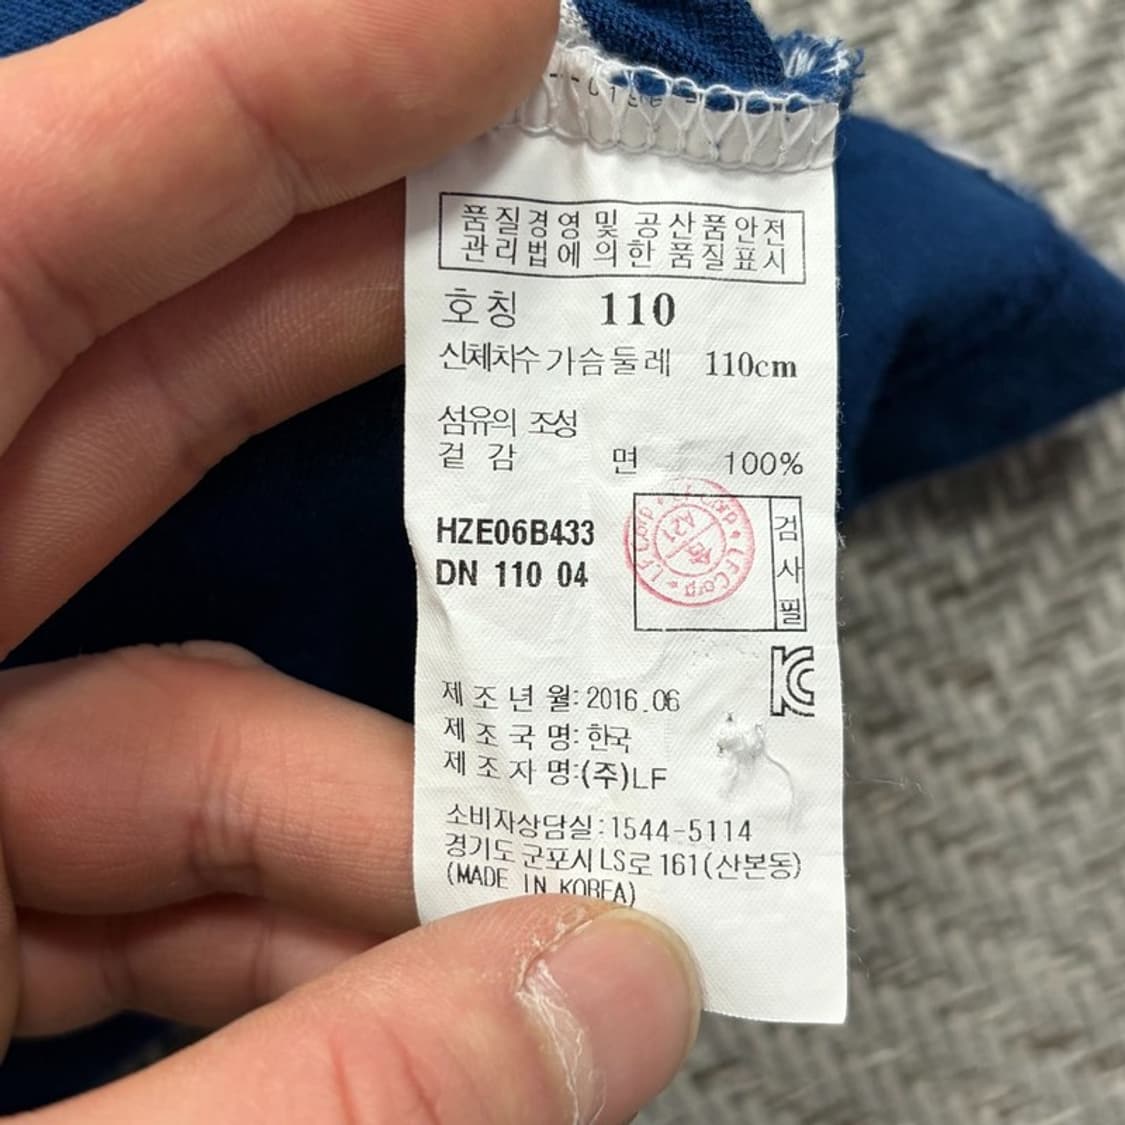 품질경영 및 공산품안전
관리법에 의한 품질표시
호칭 110
신체치수 가슴둘레 110cm
섬유의 조성
겉 감 면 100%
HZE06B433
DN 110 04
LF Corp
A21
검사필
KC
제 조 년 월: 2016.06
제 조 국 명: 한국
제 조 자 명:(주)LF
소비자상담실:1544-5114
경기도 군포시 LS로 161(산본동)
(MADE IN KOREA)